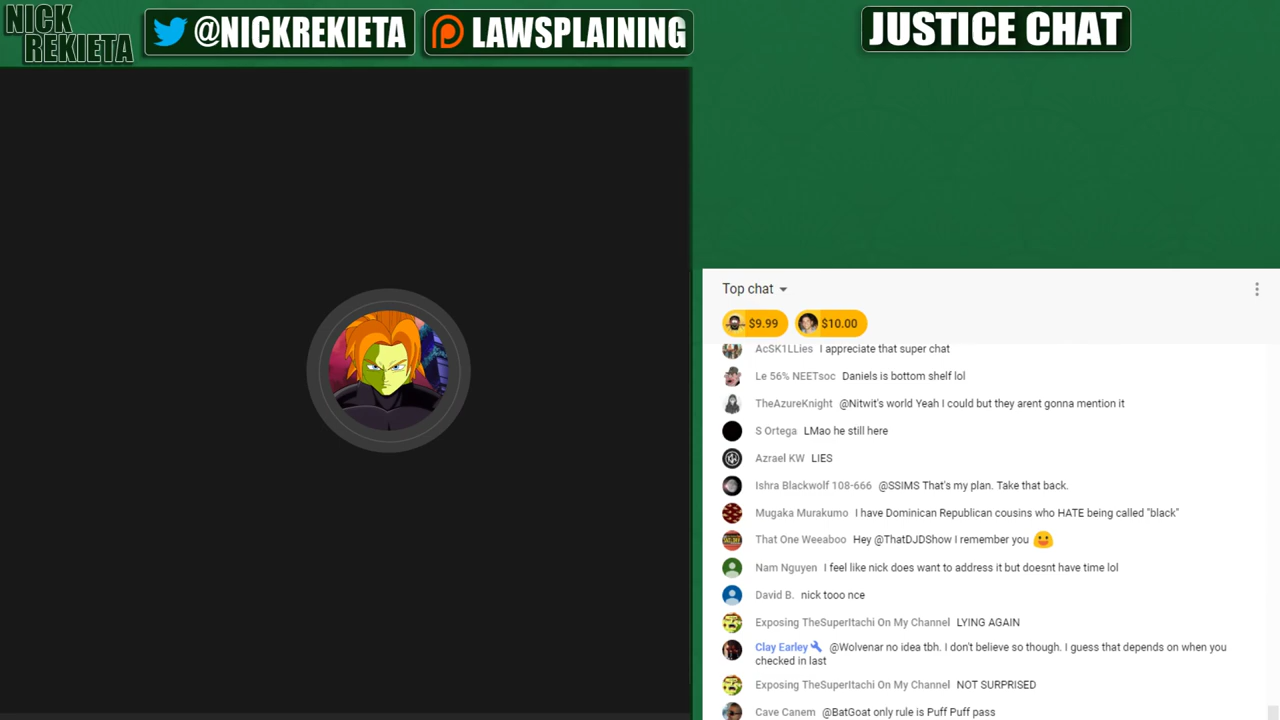 NICK
REKIETA
@NICKREKIETA
LAWSPLAINING
JUSTICE CHAT
Top chat
$9.99
$10.00
AcSK1LLies I appreciate that super chat
Le 56% NEETsoc Daniels is bottom shelf lol
TheAzureKnight @Nitwit's world Yeah I could but they arent gonna mention it
S Ortega LMao he still here
Azrael KW LIES
Ishra Blackwolf 108-666 @SSIMS That's my plan. Take that back.
Mugaka Murakumo I have Dominican Republican cousins who HATE being called "black"
That One Weeaboo Hey @ThatDJDShow I remember you
Nam Nguyen I feel like nick does want to address it but doesnt have time lol
David B. nick tooo nce
Exposing TheSuperItachi On My Channel LYING AGAIN
Clay Earley @Wolvenar no idea tbh. I don't believe so though. I guess that depends on when you
checked in last
Exposing TheSuperItachi On My Channel NOT SURPRISED
Cave Canem @BatGoat only rule is Puff Puff pass